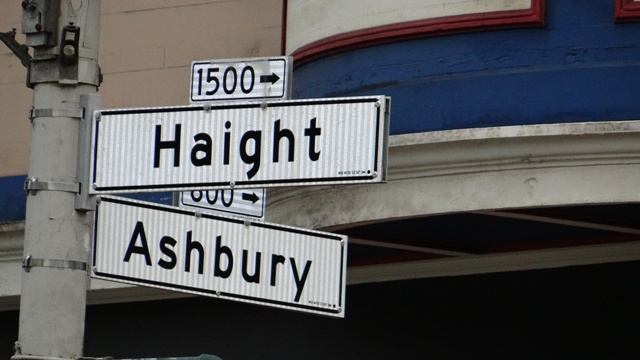 1500 →
Haight
600 →
Ashbury